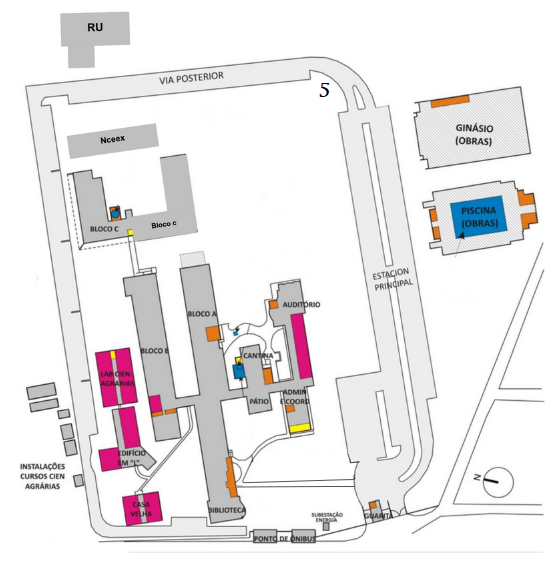 RU
VIA POSTERIOR
5
GINÁSIO
(OBRAS)
Nceex
PISCINA
(OBRAS)
BLOCO C
Bloco c
ESTACION
PRINCIPAL
AUDITÓRIO
BLOCO A
BLOCO B
CANTINA
LAB CIEN
AGRÁRIAS
PÁTIO
ADMIN
E COORD
EDIFÍCIO
EM "L"
INSTALAÇÕES
CURSOS CIEN
AGRÁRIAS
N
CASA
VELHA
BIBLIOTECA
SUBESTAÇÃO
ENERGIA
GUARITA
PONTO DE ÔNIBUS